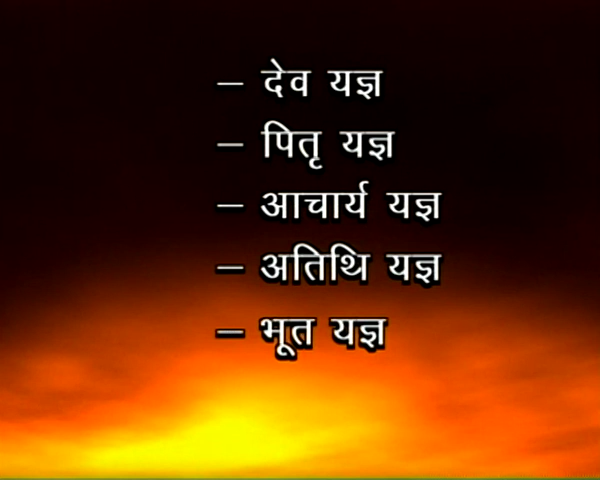 – देव यज्ञ
– पितृ यज्ञ
– आचार्य यज्ञ
– अतिथि यज्ञ
– भूत यज्ञ